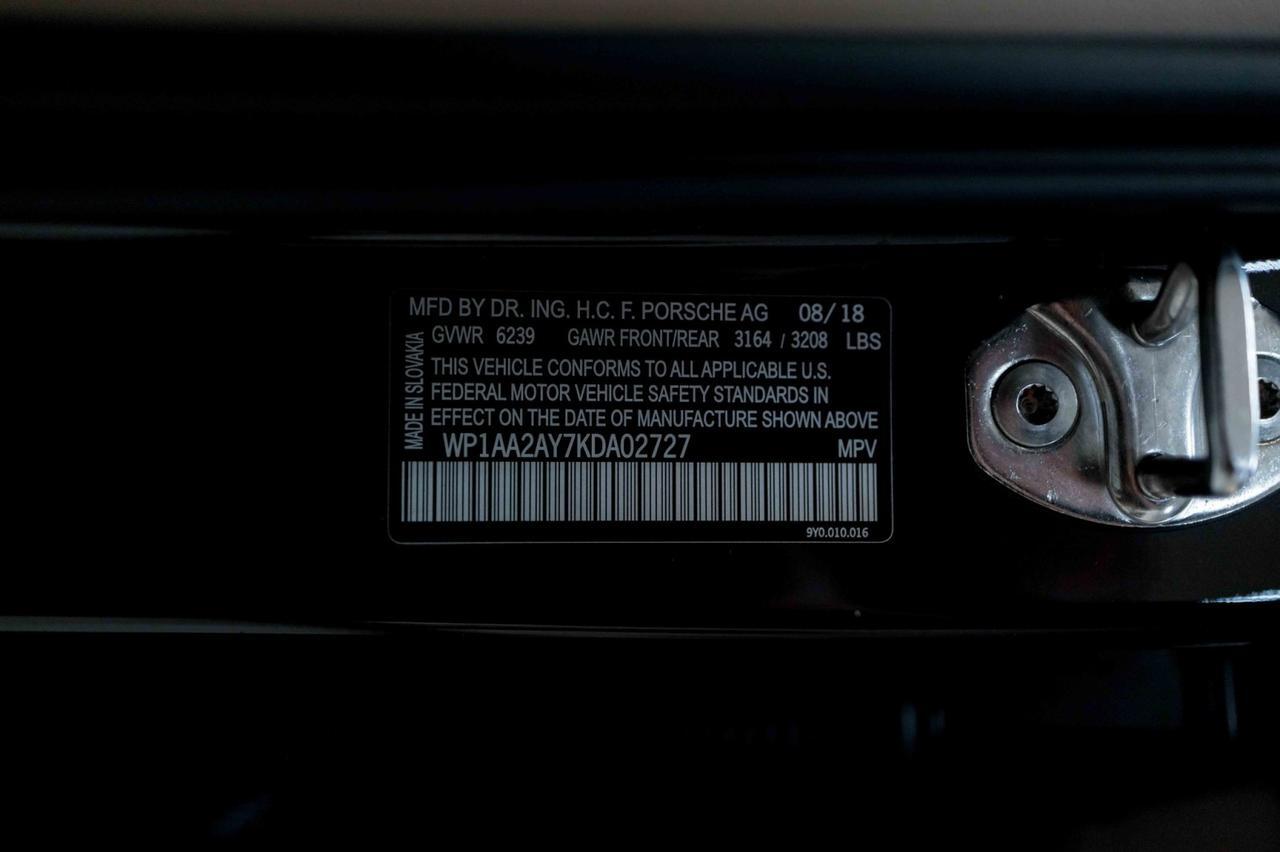 MFD BY DR. ING. H.C. F. PORSCHE AG 08/18
GVWR 6239 GAWR FRONT/REAR 3164 / 3208 LBS
MADE IN SLOVAKIA
THIS VEHICLE CONFORMS TO ALL APPLICABLE U.S.
FEDERAL MOTOR VEHICLE SAFETY STANDARDS IN
EFFECT ON THE DATE OF MANUFACTURE SHOWN ABOVE
WP1AA2AY7KDA02727 MPV
9Y0.010.016